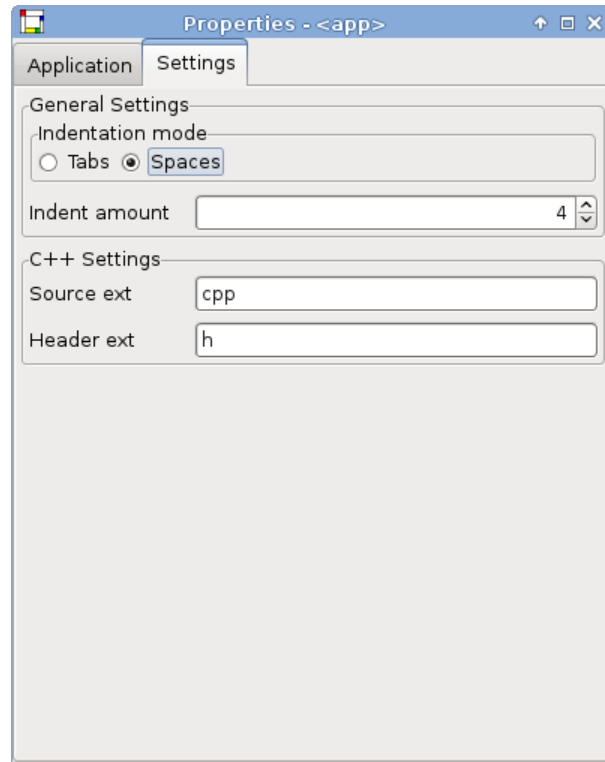 Properties - <app>
Application Settings
General Settings
Indentation mode
Tabs Spaces
Indent amount 4
C++ Settings
Source ext cpp
Header ext h